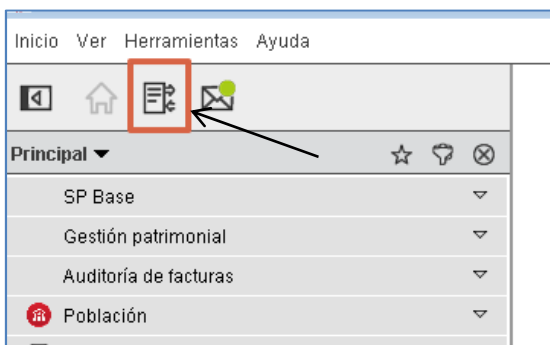 Inicio Ver Herramientas Ayuda
Principal
SP Base
Gestión patrimonial
Auditoría de facturas
Población